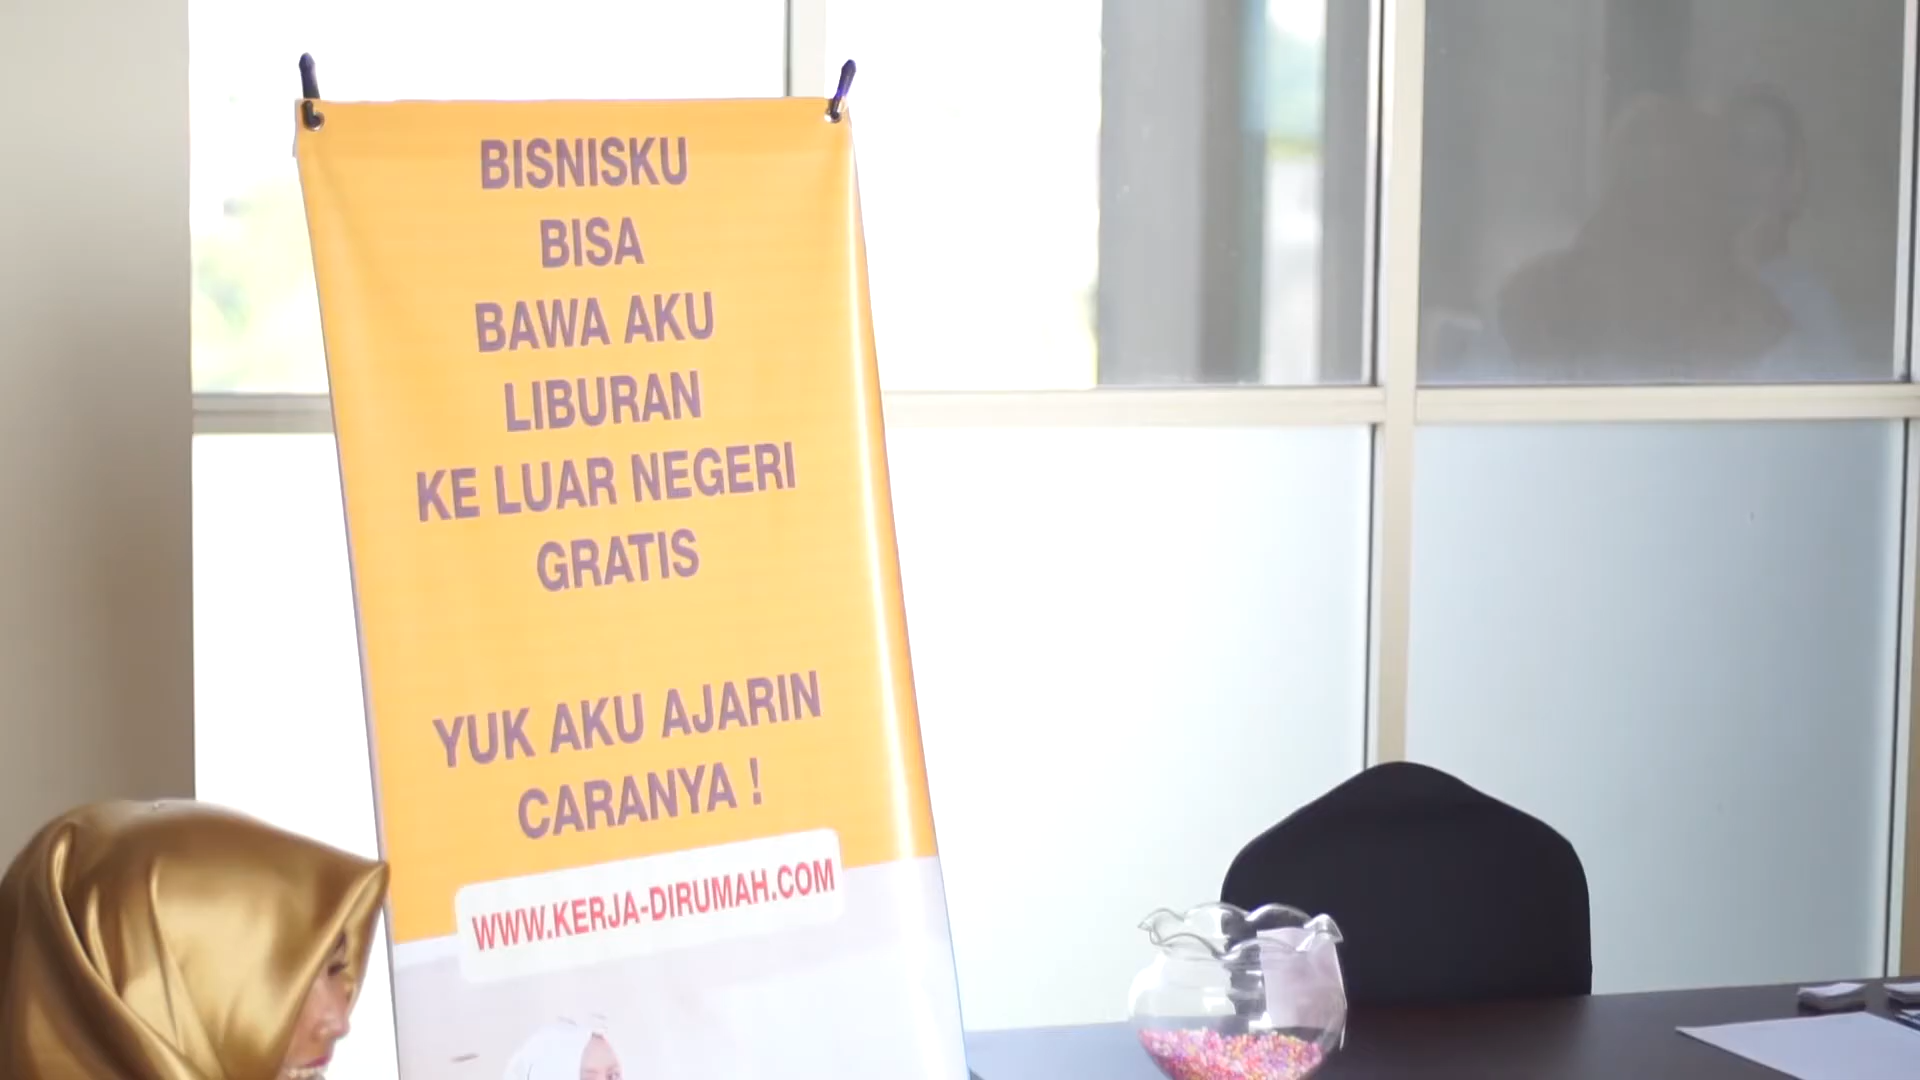 BISNISKU
BISA
BAWA AKU
LIBURAN
KE LUAR NEGERI
GRATIS
YUK AKU AJARIN
CARANYA !
WWW.KERJA-DIRUMAH.COM